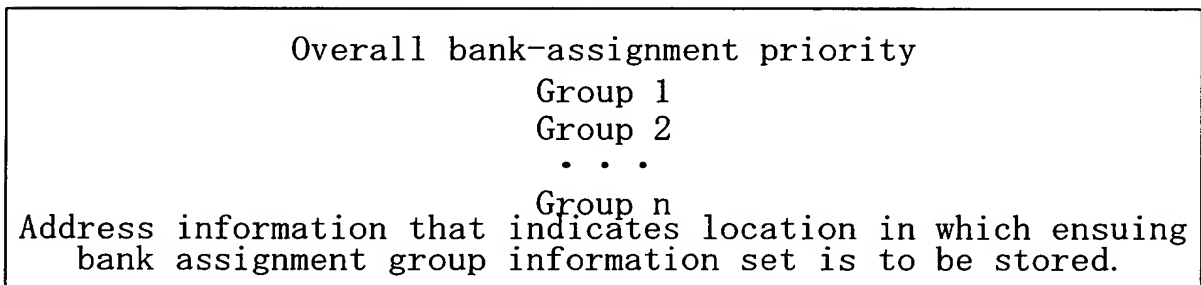 Overall bank-assignment priority
Group 1
Group 2
· · ·
Group n
Address information that indicates location in which ensuing
bank assignment group information set is to be stored.